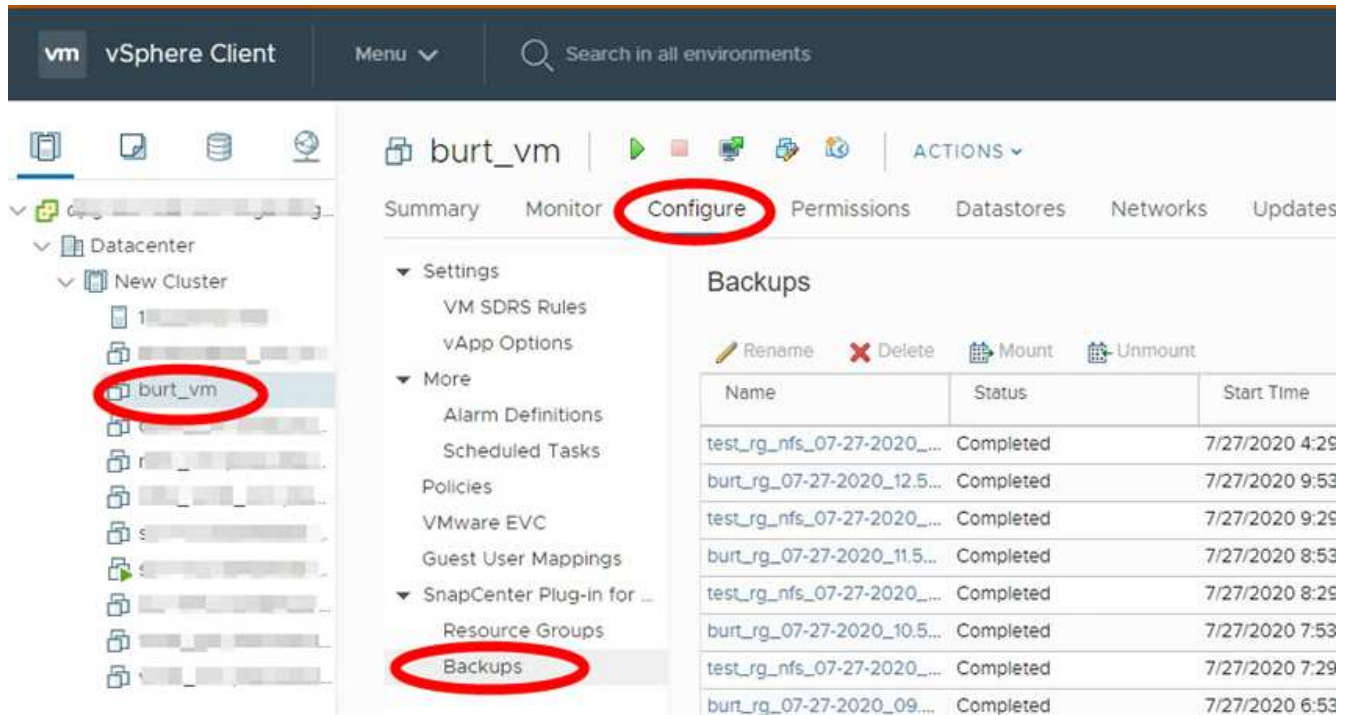 vm vSphere Client Menu Search in all environments
burt_vm ACTIONS
Summary Monitor Configure Permissions Datastores Networks Updates
Datacenter
New Cluster
burt_vm
Settings
VM SDRS Rules
vApp Options
More
Alarm Definitions
Scheduled Tasks
Policies
VMware EVC
Guest User Mappings
SnapCenter Plug-in for ...
Resource Groups
Backups
Backups
Rename Delete Mount Unmount
Name Status Start Time
test_rg_nfs_07-27-2020_... Completed 7/27/2020 4:29
burt_rg_07-27-2020_12.5... Completed 7/27/2020 9:53
test_rg_nfs_07-27-2020_... Completed 7/27/2020 9:29
burt_rg_07-27-2020_11.5... Completed 7/27/2020 8:53
test_rg_nfs_07-27-2020_... Completed 7/27/2020 8:29
burt_rg_07-27-2020_10.5... Completed 7/27/2020 7:53
test_rg_nfs_07-27-2020_... Completed 7/27/2020 7:29
burt_rg_07-27-2020_09.... Completed 7/27/2020 6:53